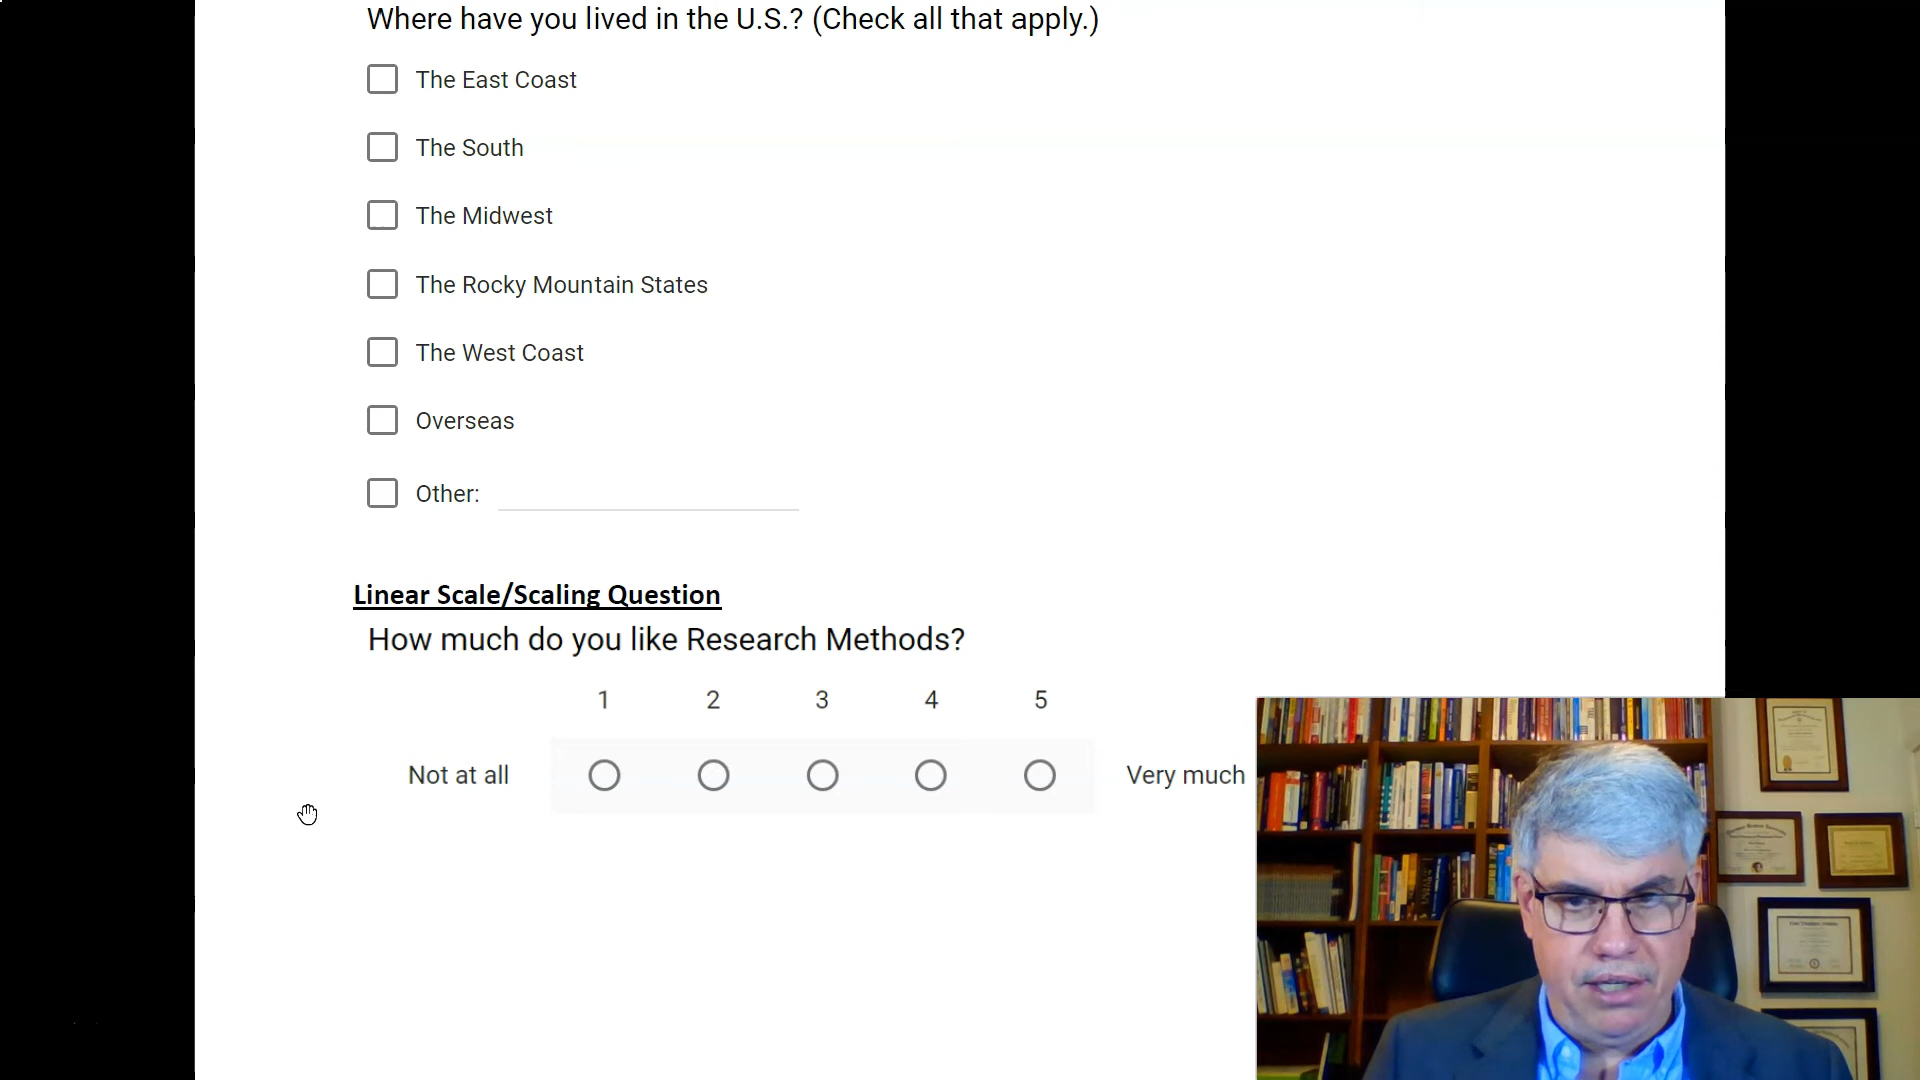 Where have you lived in the U.S.? (Check all that apply.)
The East Coast
The South
The Midwest
The Rocky Mountain States
The West Coast
Overseas
Other:
Linear Scale/Scaling Question
How much do you like Research Methods?
1 2 3 4 5
Not at all Very much